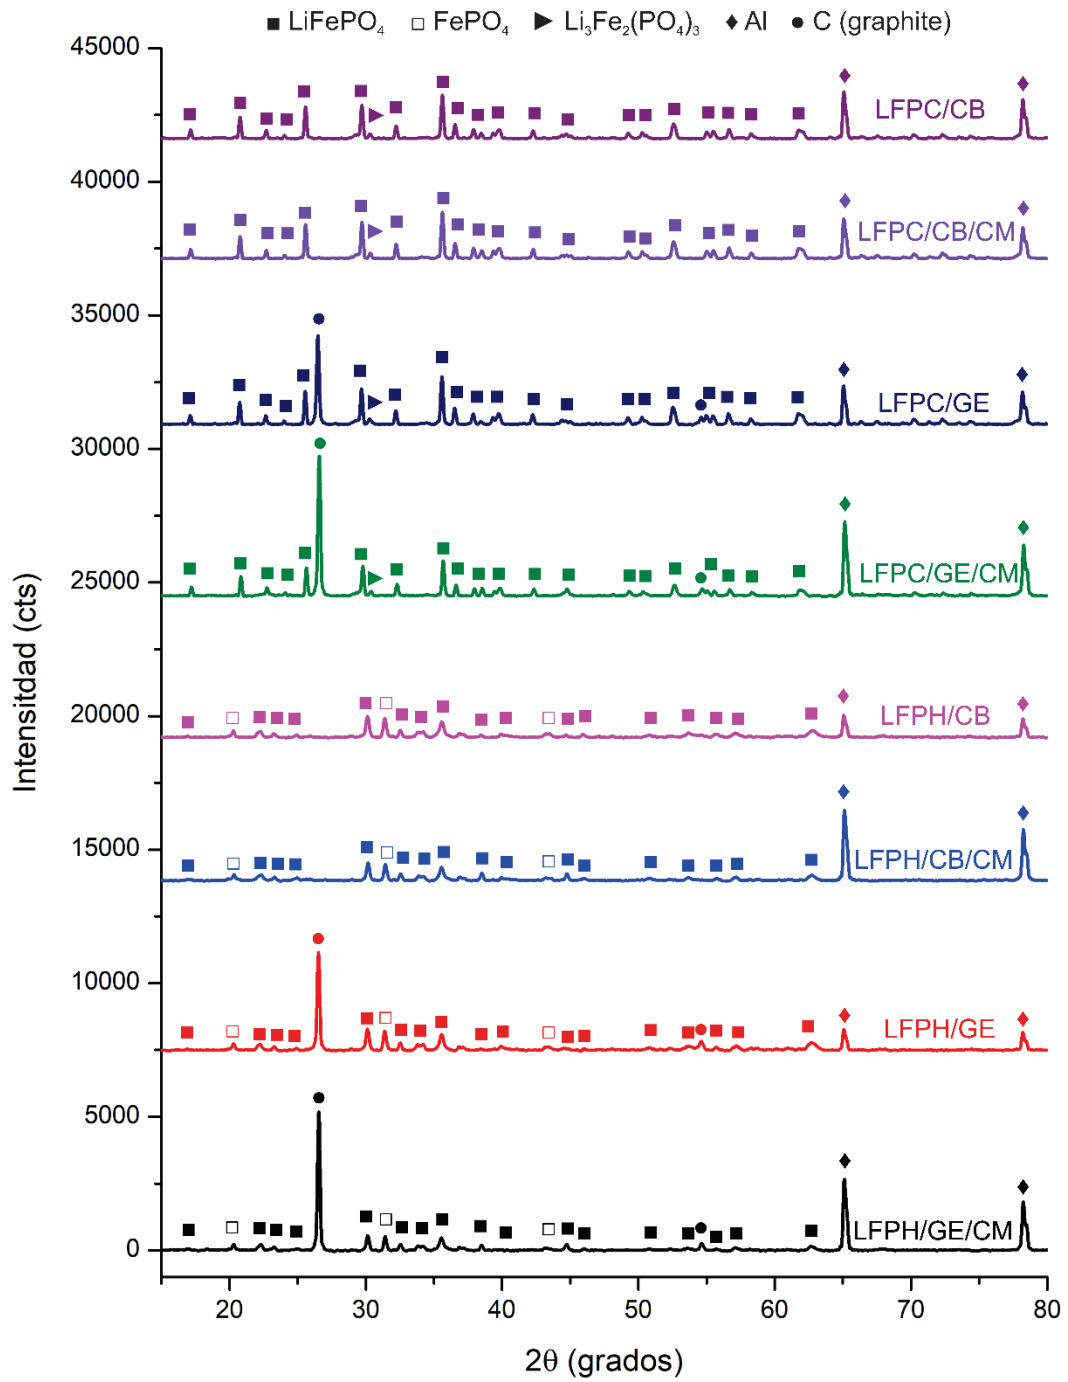 ■ LiFePO₄ □ FePO₄ ► Li₃Fe₂(PO₄)₃ ♦ Al ● C (graphite)
45000
LFPC/CB
40000
LFPC/CB/CM
35000
LFPC/GE
30000
LFPC/GE/CM
25000
LFPH/CB
20000
LFPH/CB/CM
15000
LFPH/GE
10000
5000
LFPH/GE/CM
0
Intensitdad (cts)
20 30 40 50 60 70 80
2θ (grados)